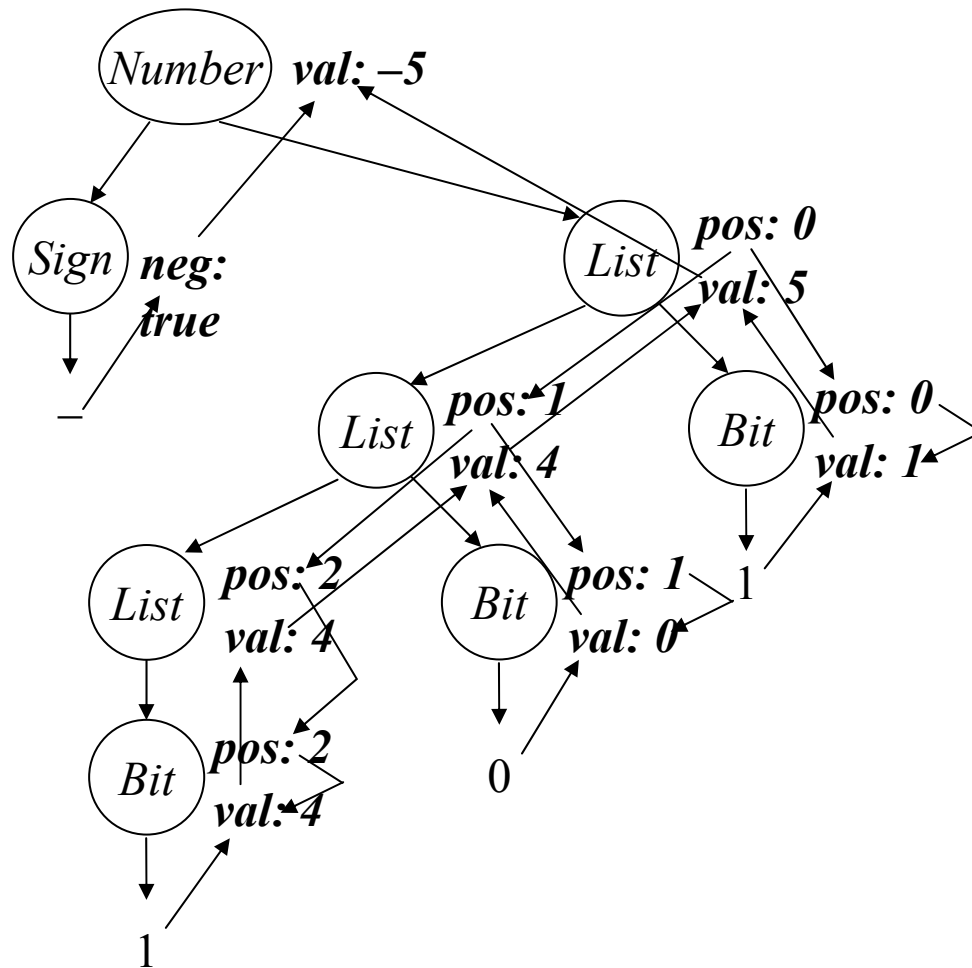 Number val: –5
Sign neg: true
List pos: 0
val: 5
–
List pos: 1
val: 4
Bit pos: 0
val: 1
List pos: 2
val: 4
Bit pos: 1
val: 0
1
Bit pos: 2
val: 4
0
1